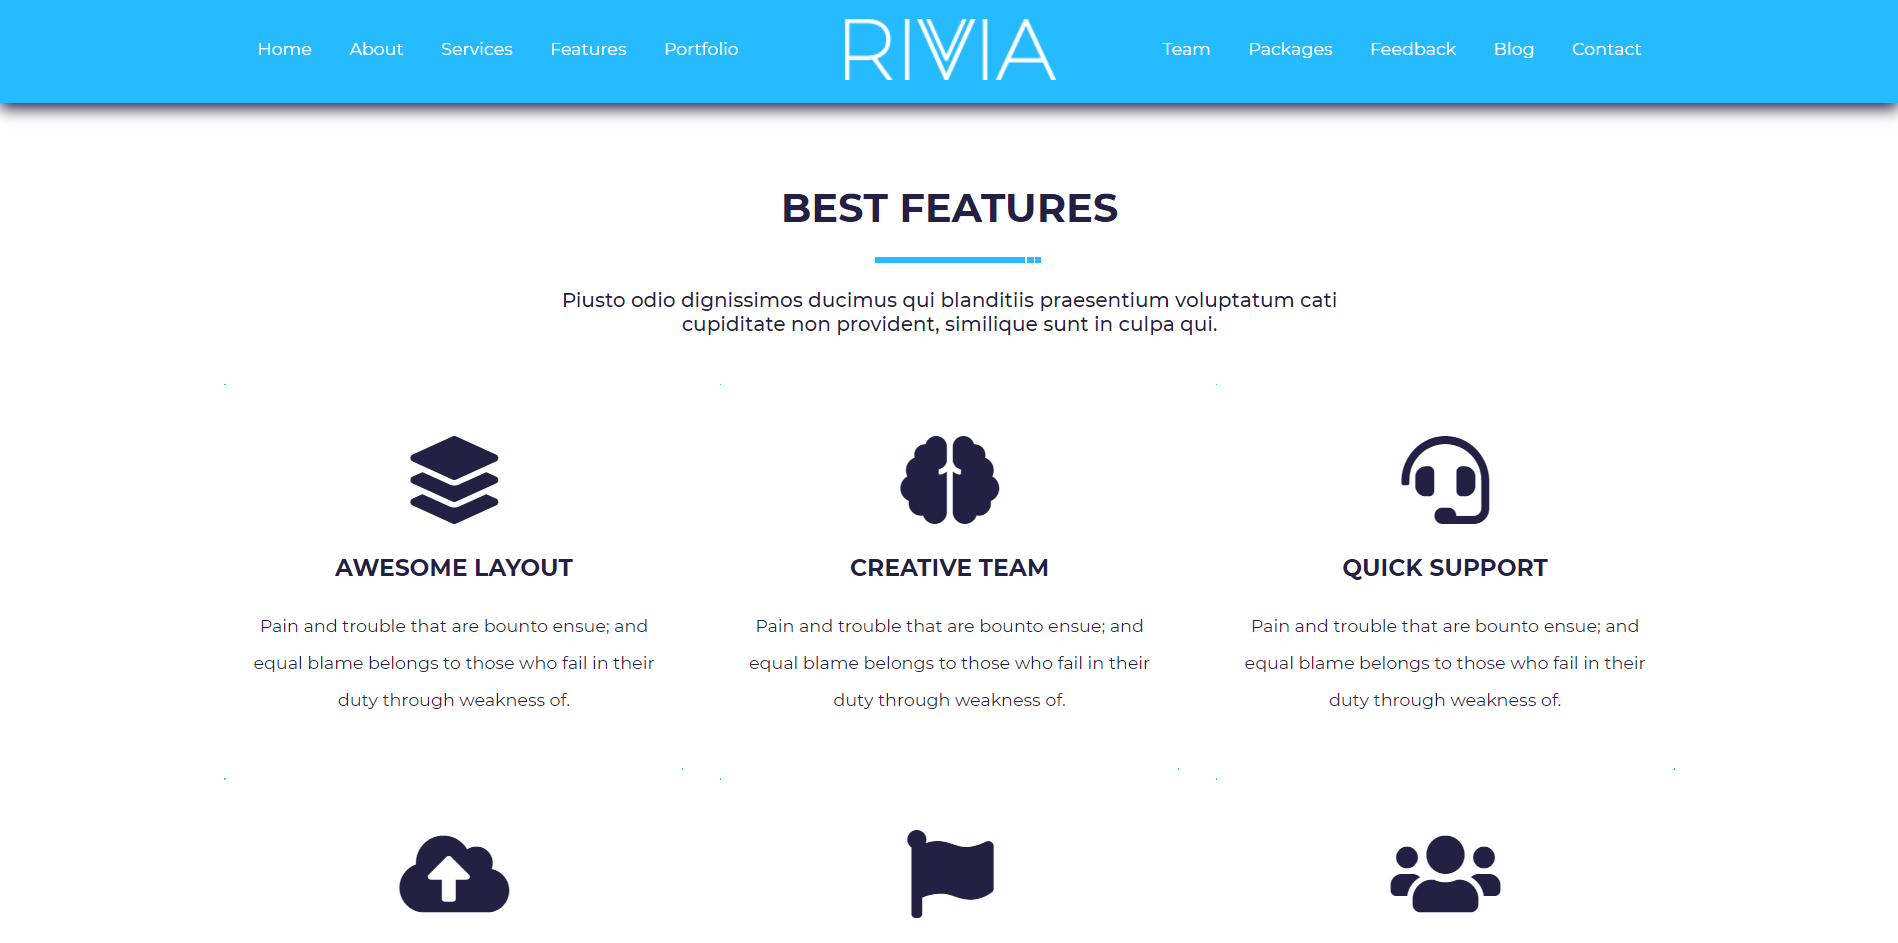 Home About Services Features Portfolio RIVIA Team Packages Feedback Blog Contact
BEST FEATURES
Piusto odio dignissimos ducimus qui blanditiis praesentium voluptatum cati
cupiditate non provident, similique sunt in culpa qui.
AWESOME LAYOUT
Pain and trouble that are bounto ensue; and
equal blame belongs to those who fail in their
duty through weakness of.
CREATIVE TEAM
Pain and trouble that are bounto ensue; and
equal blame belongs to those who fail in their
duty through weakness of.
QUICK SUPPORT
Pain and trouble that are bounto ensue; and
equal blame belongs to those who fail in their
duty through weakness of.